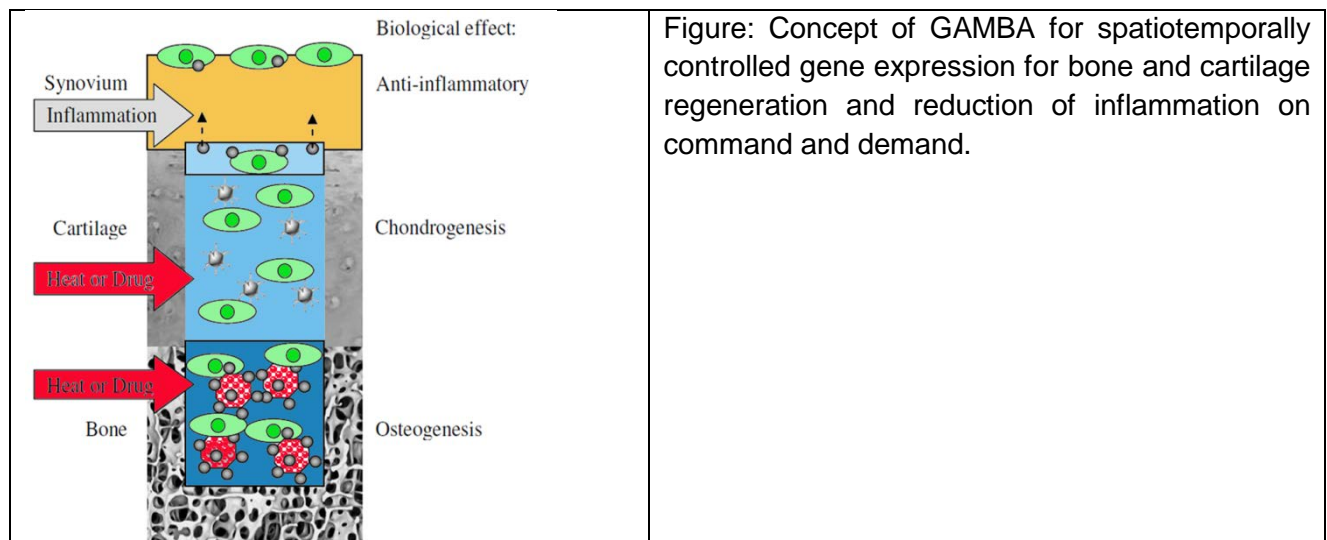 Biological effect:
Synovium
Anti-inflammatory
Inflammation
Cartilage
Chondrogenesis
Heat or Drug
Heat or Drug
Bone
Osteogenesis
Figure: Concept of GAMBA for spatiotemporally
controlled gene expression for bone and cartilage
regeneration and reduction of inflammation on
command and demand.